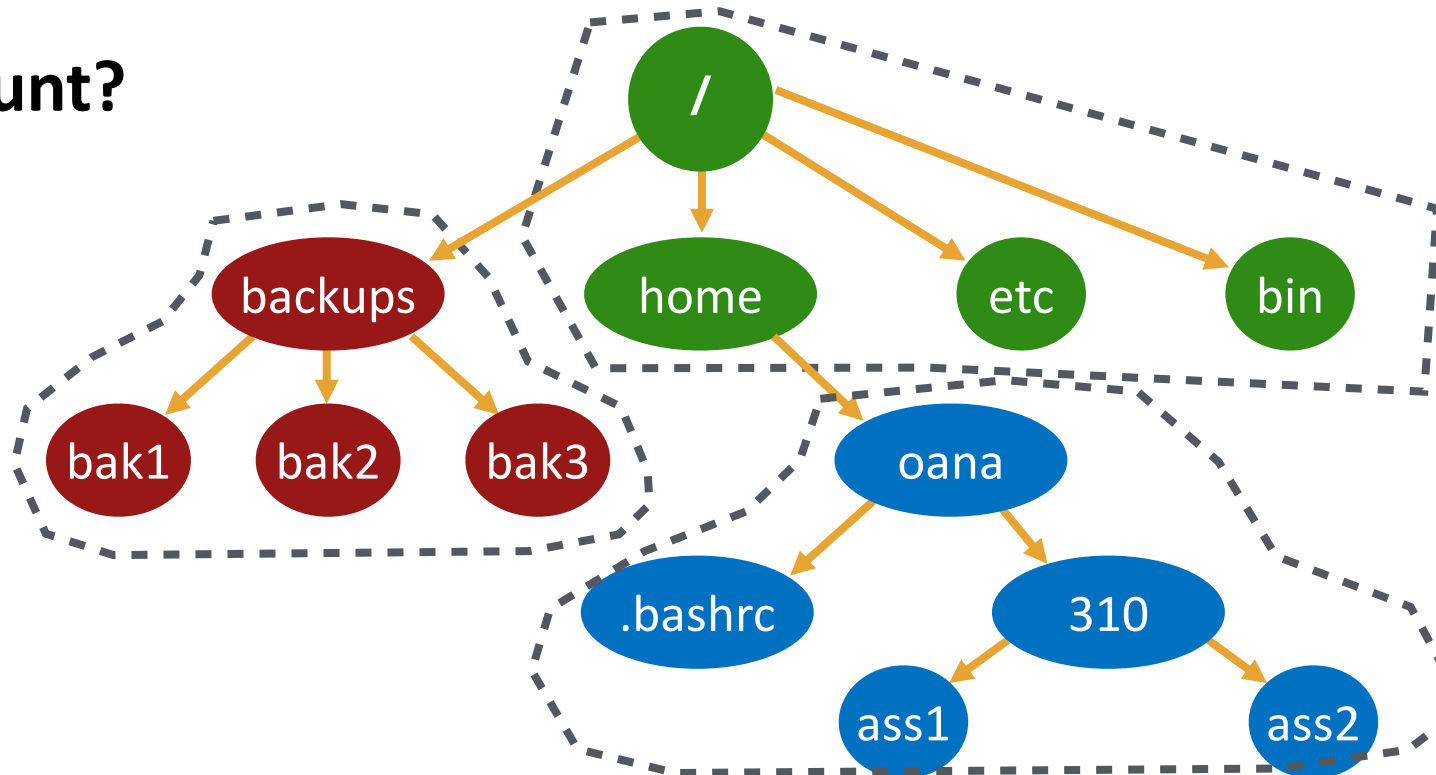 unt?
/
backups
home
etc
bin
bak1
bak2
bak3
oana
.bashrc
310
ass1
ass2